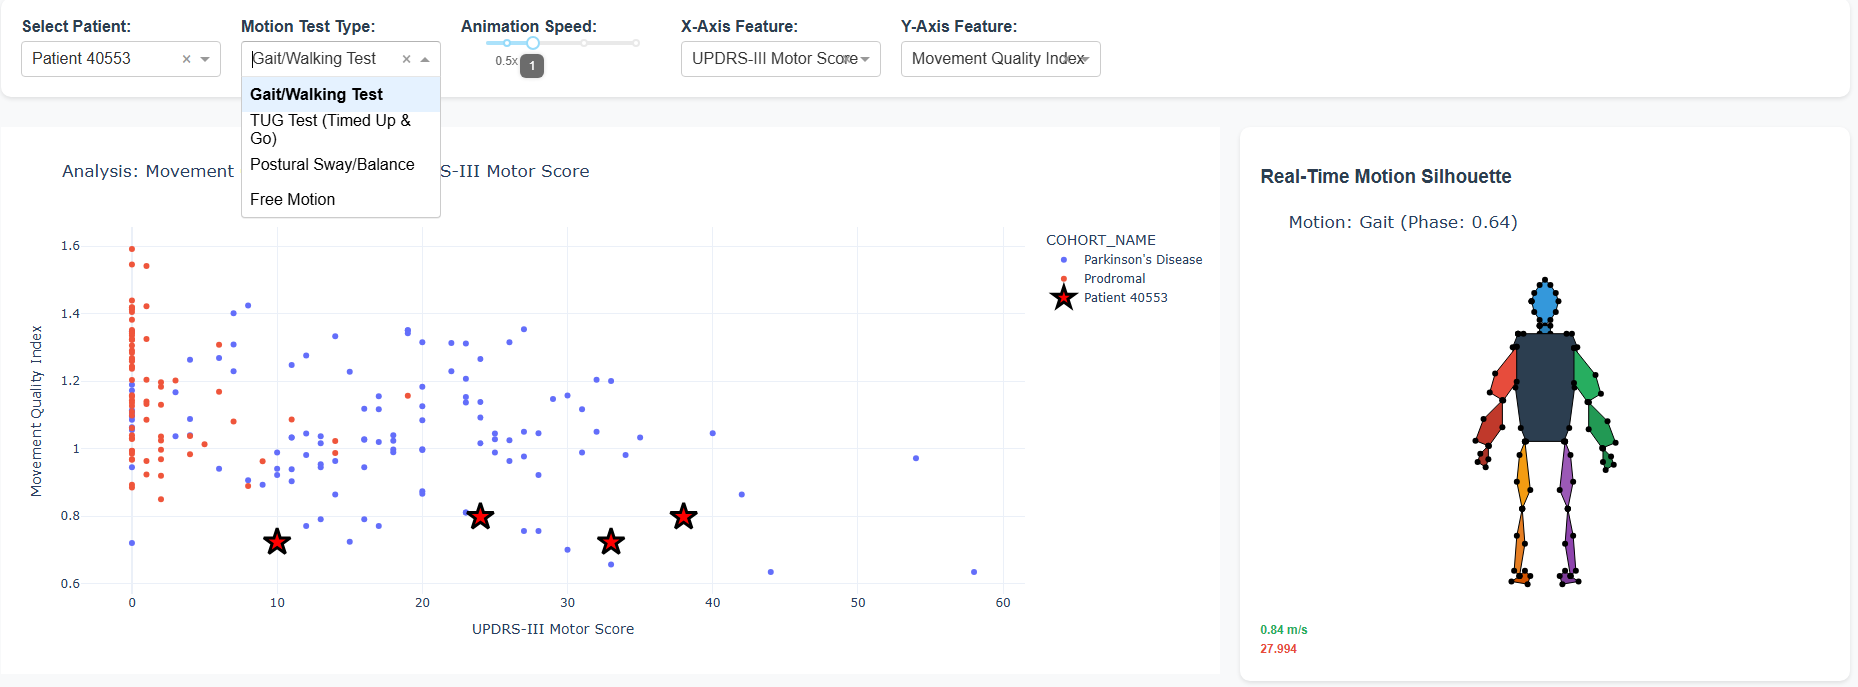 Select Patient:
Patient 40553
Motion Test Type:
Gait/Walking Test
Gait/Walking Test
TUG Test (Timed Up &
Go)
Postural Sway/Balance
Free Motion
Animation Speed:
0.5x
1
X-Axis Feature:
UPDRS-III Motor Score
Y-Axis Feature:
Movement Quality Index
Analysis: Movement S-III Motor Score
Movement Quality Index
1.6
1.4
1.2
1
0.8
0.6
0 10 20 30 40 50 60
UPDRS-III Motor Score
COHORT_NAME
Parkinson's Disease
Prodromal
Patient 40553
Real-Time Motion Silhouette
Motion: Gait (Phase: 0.64)
0.84 m/s
27.994